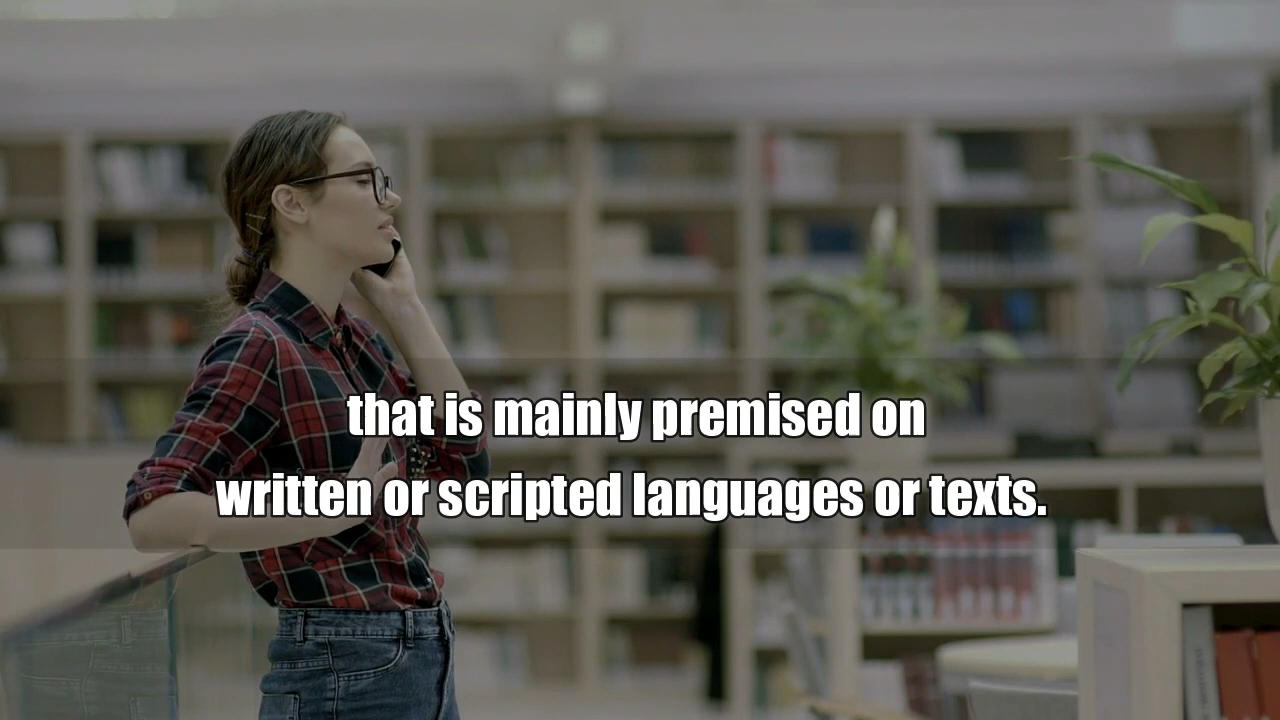 that is mainly premised on
written or scripted languages or texts.